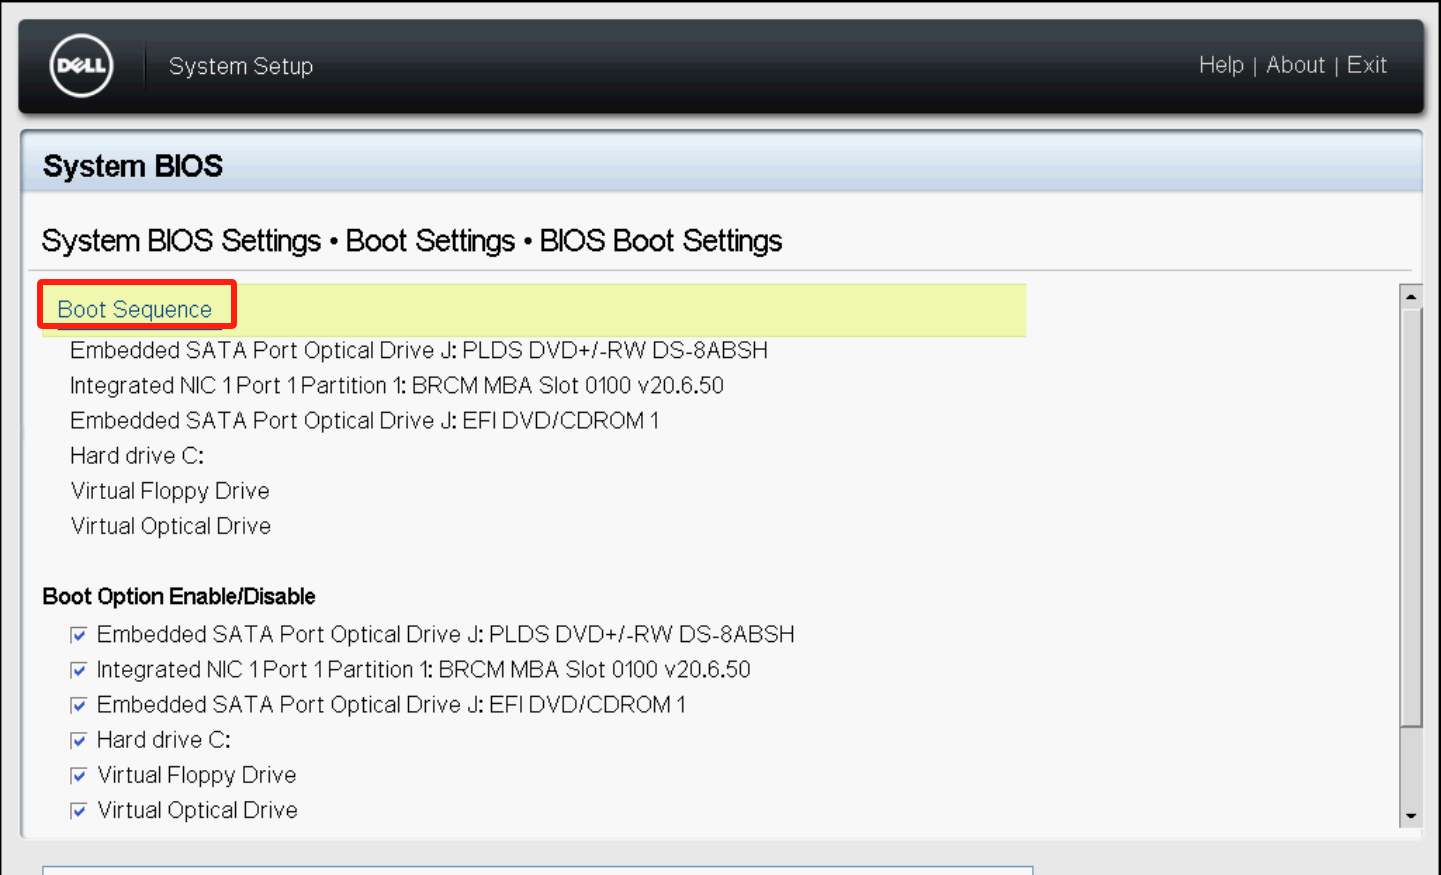 DELL
System Setup
Help | About | Exit
System BIOS
System BIOS Settings • Boot Settings • BIOS Boot Settings
Boot Sequence
Embedded SATA Port Optical Drive J: PLDS DVD+/-RW DS-8ABSH
Integrated NIC 1 Port 1 Partition 1: BRCM MBA Slot 0100 v20.6.50
Embedded SATA Port Optical Drive J: EFI DVD/CDROM 1
Hard drive C:
Virtual Floppy Drive
Virtual Optical Drive
Boot Option Enable/Disable
Embedded SATA Port Optical Drive J: PLDS DVD+/-RW DS-8ABSH
Integrated NIC 1 Port 1 Partition 1: BRCM MBA Slot 0100 v20.6.50
Embedded SATA Port Optical Drive J: EFI DVD/CDROM 1
Hard drive C:
Virtual Floppy Drive
Virtual Optical Drive